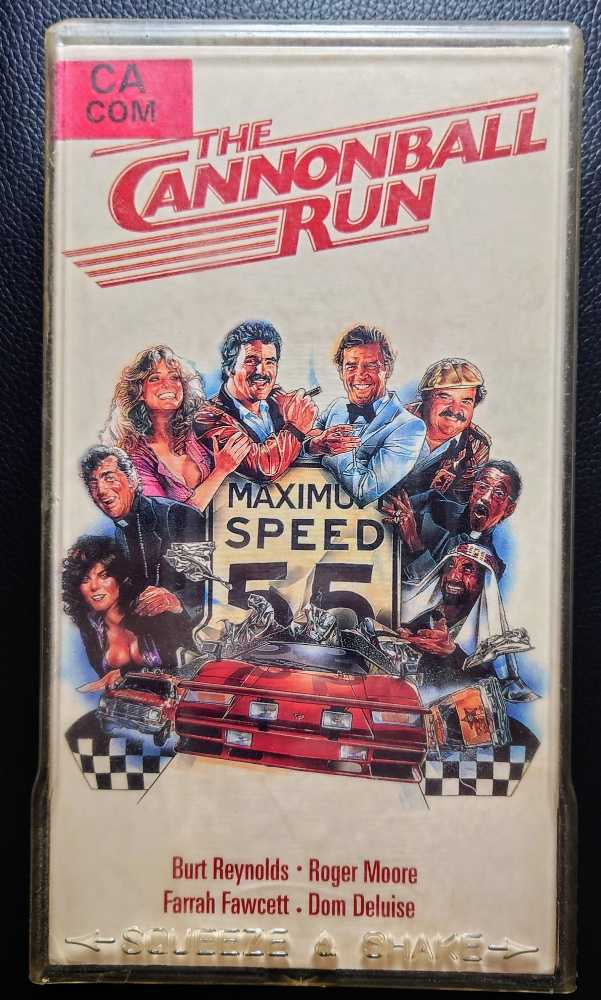 CA
COM
THE
CANNONBALL
RUN
MAXIMUM
SPEED
55
Burt Reynolds · Roger Moore
Farrah Fawcett . Dom Deluise
SQUEEZE & SHAKE